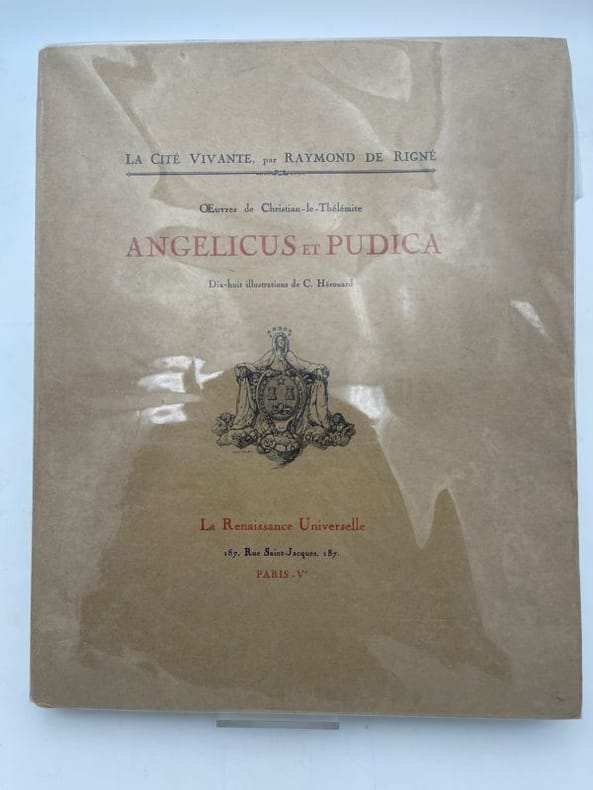 LA CITÉ VIVANTE, par RAYMOND DE RIGNÉ
Œuvres de Christian-le-Thélémite
ANGELICUS ET PUDICA
Dix-huit illustrations de C. Hérouard
La Renaissance Universelle
187, Rue Saint-Jacques, 187.
PARIS-Vᵉ